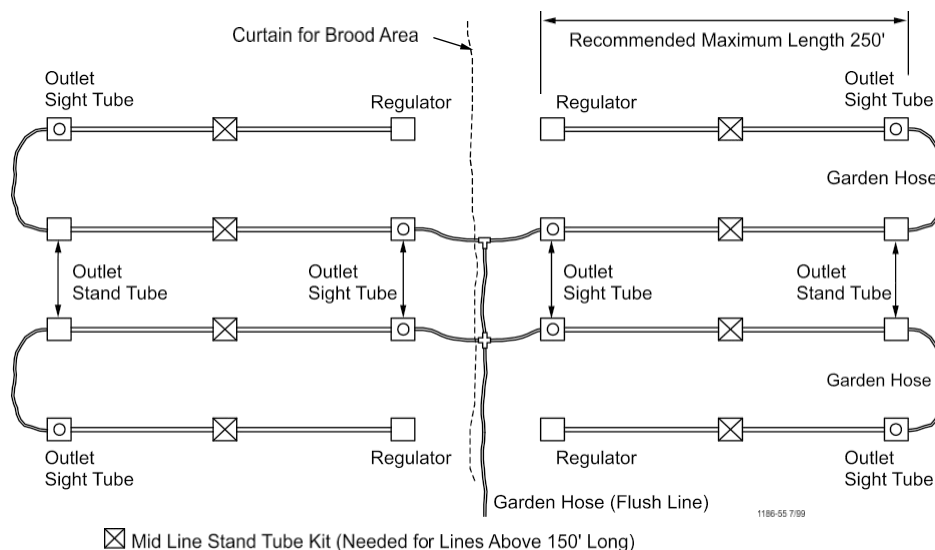 Curtain for Brood Area
Recommended Maximum Length 250'
Outlet
Sight Tube
Regulator
Regulator
Outlet
Sight Tube
Garden Hose
Outlet
Stand Tube
Outlet
Sight Tube
Outlet
Sight Tube
Outlet
Stand Tube
Garden Hose
Outlet
Sight Tube
Regulator
Regulator
Outlet
Sight Tube
Garden Hose (Flush Line)
1186-55 7/99
Mid Line Stand Tube Kit (Needed for Lines Above 150' Long)